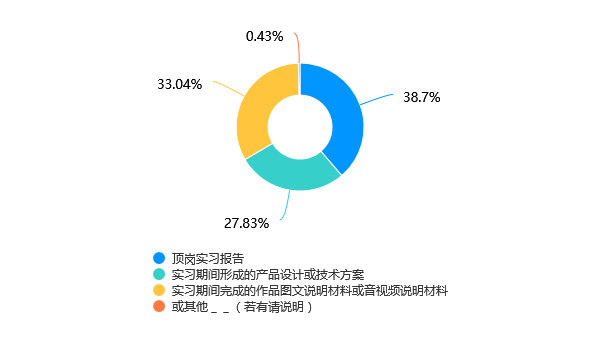 0.43%
33.04%
38.7%
27.83%
顶岗实习报告
实习期间形成的产品设计或技术方案
实习期间完成的作品图文说明材料或音视频说明材料
或其他＿＿（若有请说明）